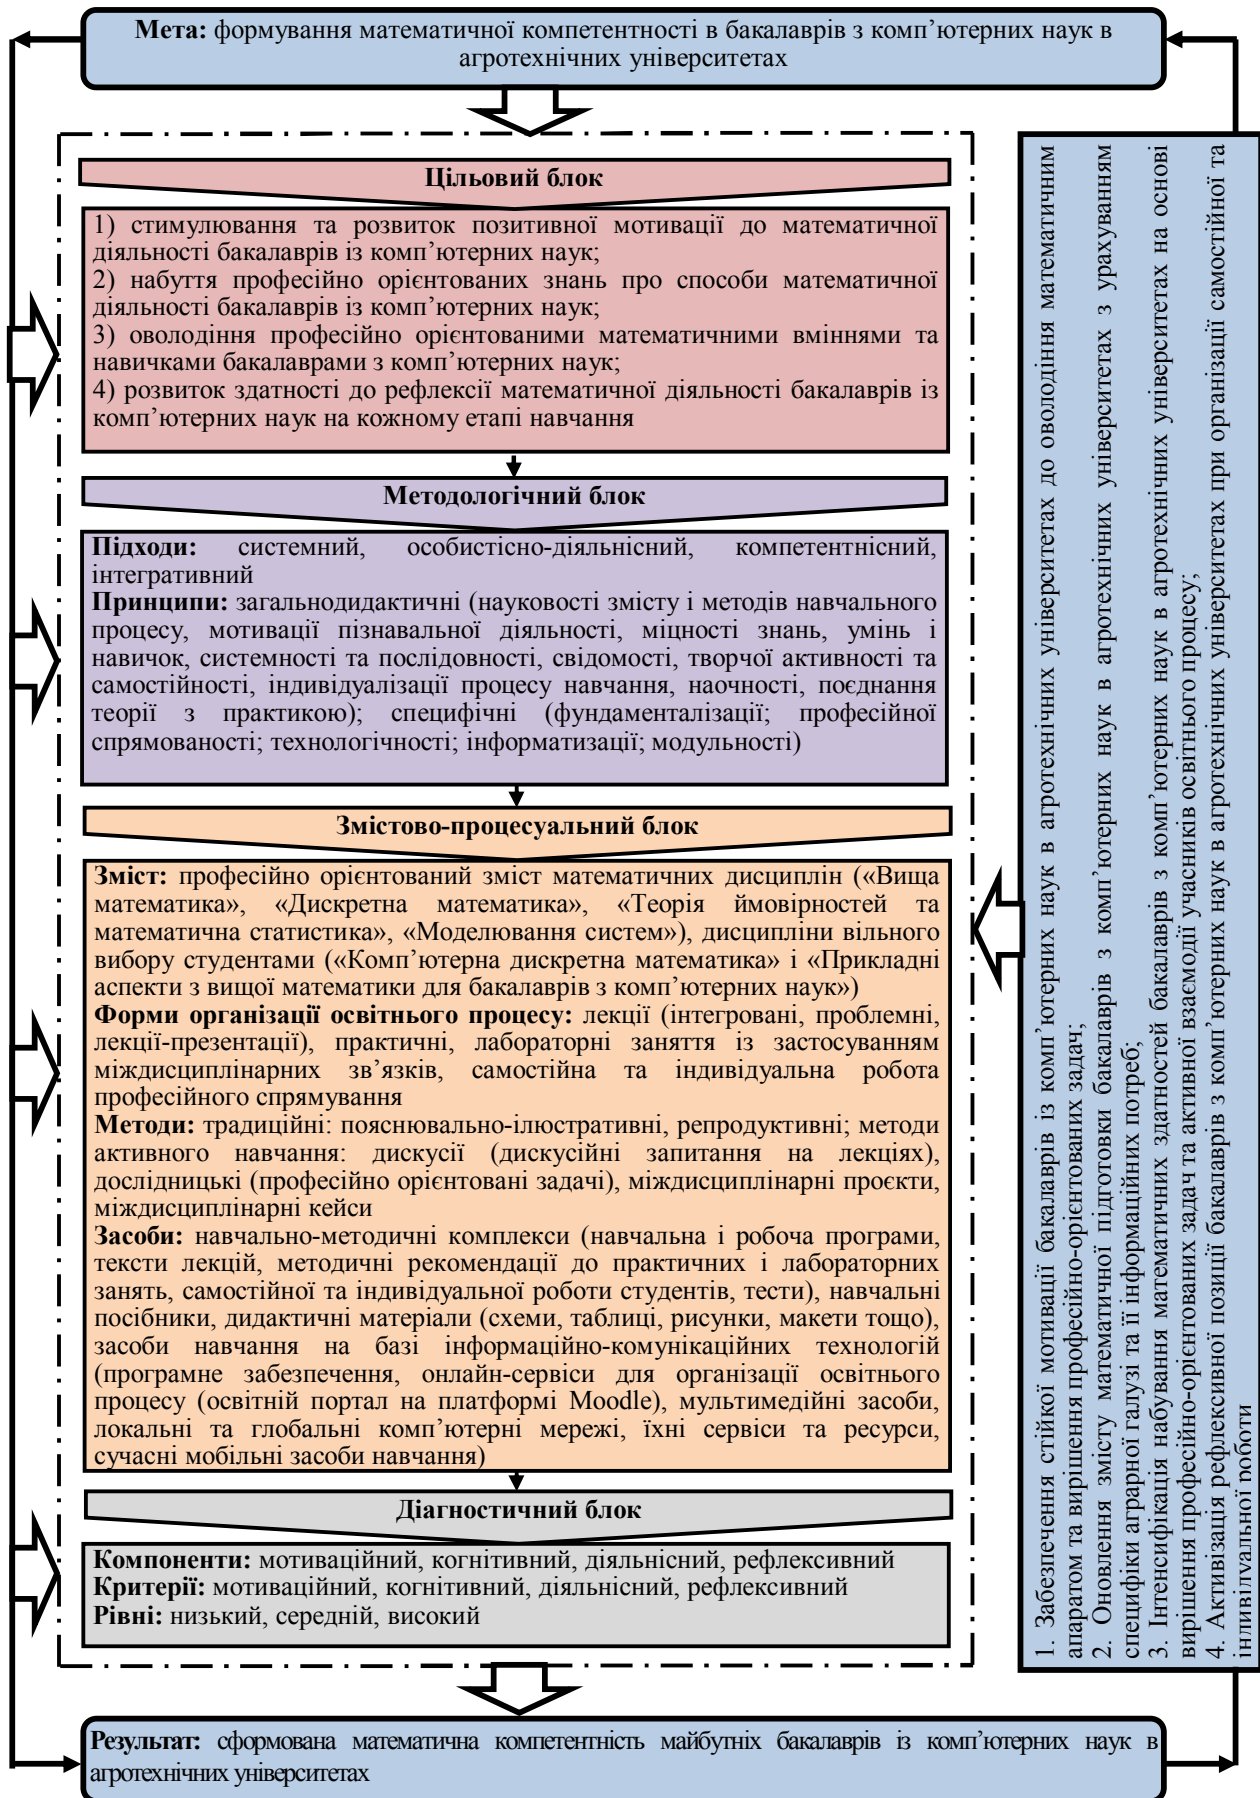 Мета: формування математичної компетентності в бакалаврів з комп’ютерних наук в
агротехнічних університетах
Цільовий блок
1) стимулювання та розвиток позитивної мотивації до математичної
діяльності бакалаврів із комп’ютерних наук;
2) набуття професійно орієнтованих знань про способи математичної
діяльності бакалаврів із комп’ютерних наук;
3) оволодіння професійно орієнтованими математичними вміннями та
навичками бакалаврами з комп’ютерних наук;
4) розвиток здатності до рефлексії математичної діяльності бакалаврів із
комп’ютерних наук на кожному етапі навчання
Методологічний блок
Підходи: системний, особистісно-діяльнісний, компетентнісний,
інтегративний
Принципи: загальнодидактичні (науковості змісту і методів навчального
процесу, мотивації пізнавальної діяльності, міцності знань, умінь і
навичок, системності та послідовності, свідомості, творчої активності та
самостійності, індивідуалізації процесу навчання, наочності, поєднання
теорії з практикою); специфічні (фундаменталізації; професійної
спрямованості; технологічності; інформатизації; модульності)
Змістово-процесуальний блок
Зміст: професійно орієнтований зміст математичних дисциплін («Вища
математика», «Дискретна математика», «Теорія ймовірностей та
математична статистика», «Моделювання систем»), дисципліни вільного
вибору студентами («Комп’ютерна дискретна математика» і «Прикладні
аспекти з вищої математики для бакалаврів з комп’ютерних наук»)
Форми організації освітнього процесу: лекції (інтегровані, проблемні,
лекції-презентації), практичні, лабораторні заняття із застосуванням
міждисциплінарних зв’язків, самостійна та індивідуальна робота
професійного спрямування
Методи: традиційні: пояснювально-ілюстративні, репродуктивні; методи
активного навчання: дискусії (дискусійні запитання на лекціях),
дослідницькі (професійно орієнтовані задачі), міждисциплінарні проєкти,
міждисциплінарні кейси
Засоби: навчально-методичні комплекси (навчальна і робоча програми,
тексти лекцій, методичні рекомендації до практичних і лабораторних
занять, самостійної та індивідуальної роботи студентів, тести), навчальні
посібники, дидактичні матеріали (схеми, таблиці, рисунки, макети тощо),
засоби навчання на базі інформаційно-комунікаційних технологій
(програмне забезпечення, онлайн-сервіси для організації освітнього
процесу (освітній портал на платформі Moodle), мультимедійні засоби,
локальні та глобальні комп’ютерні мережі, їхні сервіси та ресурси,
сучасні мобільні засоби навчання)
Діагностичний блок
Компоненти: мотиваційний, когнітивний, діяльнісний, рефлексивний
Критерії: мотиваційний, когнітивний, діяльнісний, рефлексивний
Рівні: низький, середній, високий
1. Забезпечення стійкої мотивації бакалаврів із комп’ютерних наук в агротехнічних університетах до оволодіння математичним
апаратом та вирішення професійно-орієнтованих задач;
2. Оновлення змісту математичної підготовки бакалаврів з комп’ютерних наук в агротехнічних університетах з урахуванням
специфіки аграрної галузі та її інформаційних потреб;
3. Інтенсифікація набування математичних здатностей бакалаврів з комп’ютерних наук в агротехнічних університетах на основі
вирішення професійно-орієнтованих задач та активної взаємодії учасників освітнього процесу;
4. Активізація рефлексивної позиції бакалаврів з комп’ютерних наук в агротехнічних університетах при організації самостійної та
індивідуальної роботи
Результат: сформована математична компетентність майбутніх бакалаврів із комп’ютерних наук в
агротехнічних університетах